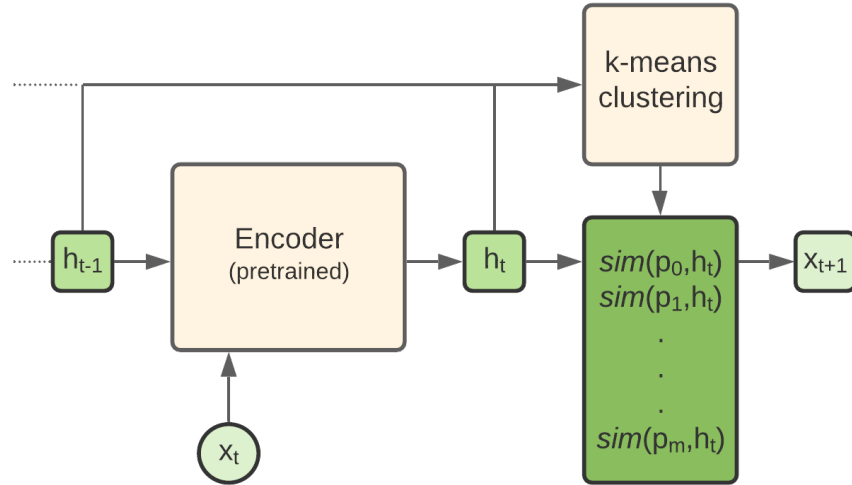 k-means
clustering
h_{t-1}
Encoder
(pretrained)
h_t
sim(p_0,h_t)
sim(p_1,h_t)
.
.
.
sim(p_m,h_t)
x_{t+1}
x_t